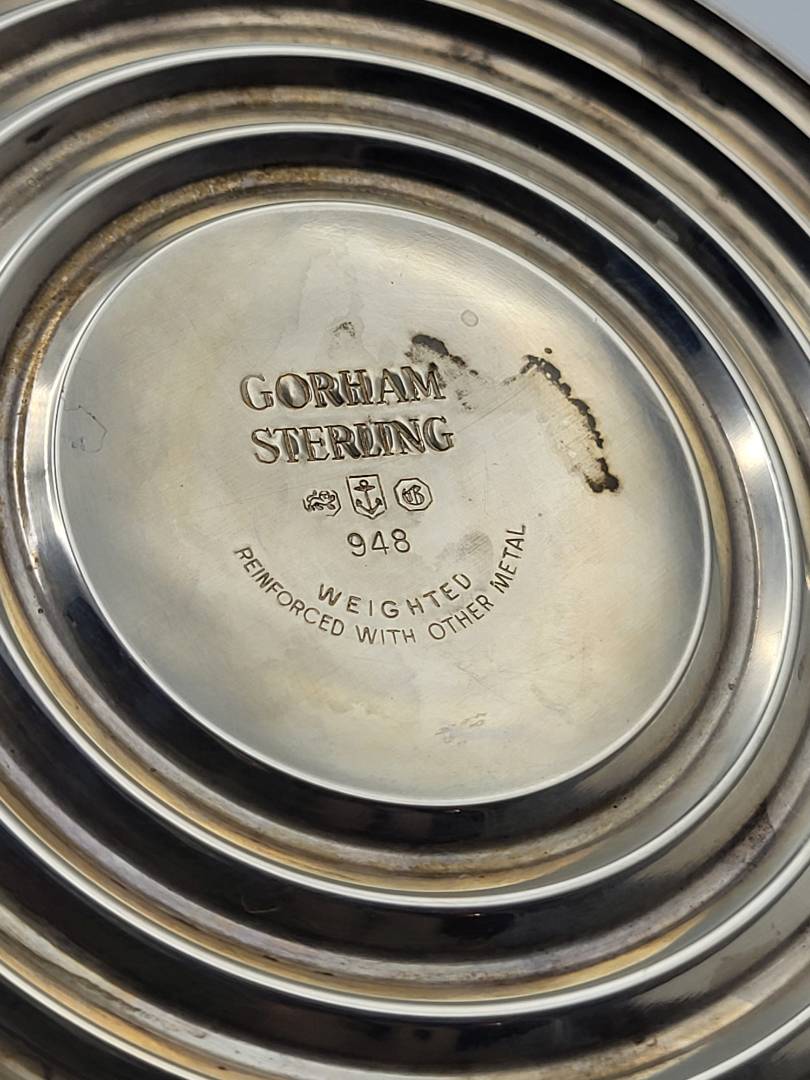 GORHAM
STERLING
G
948
WEIGHTED
REINFORCED WITH OTHER METAL